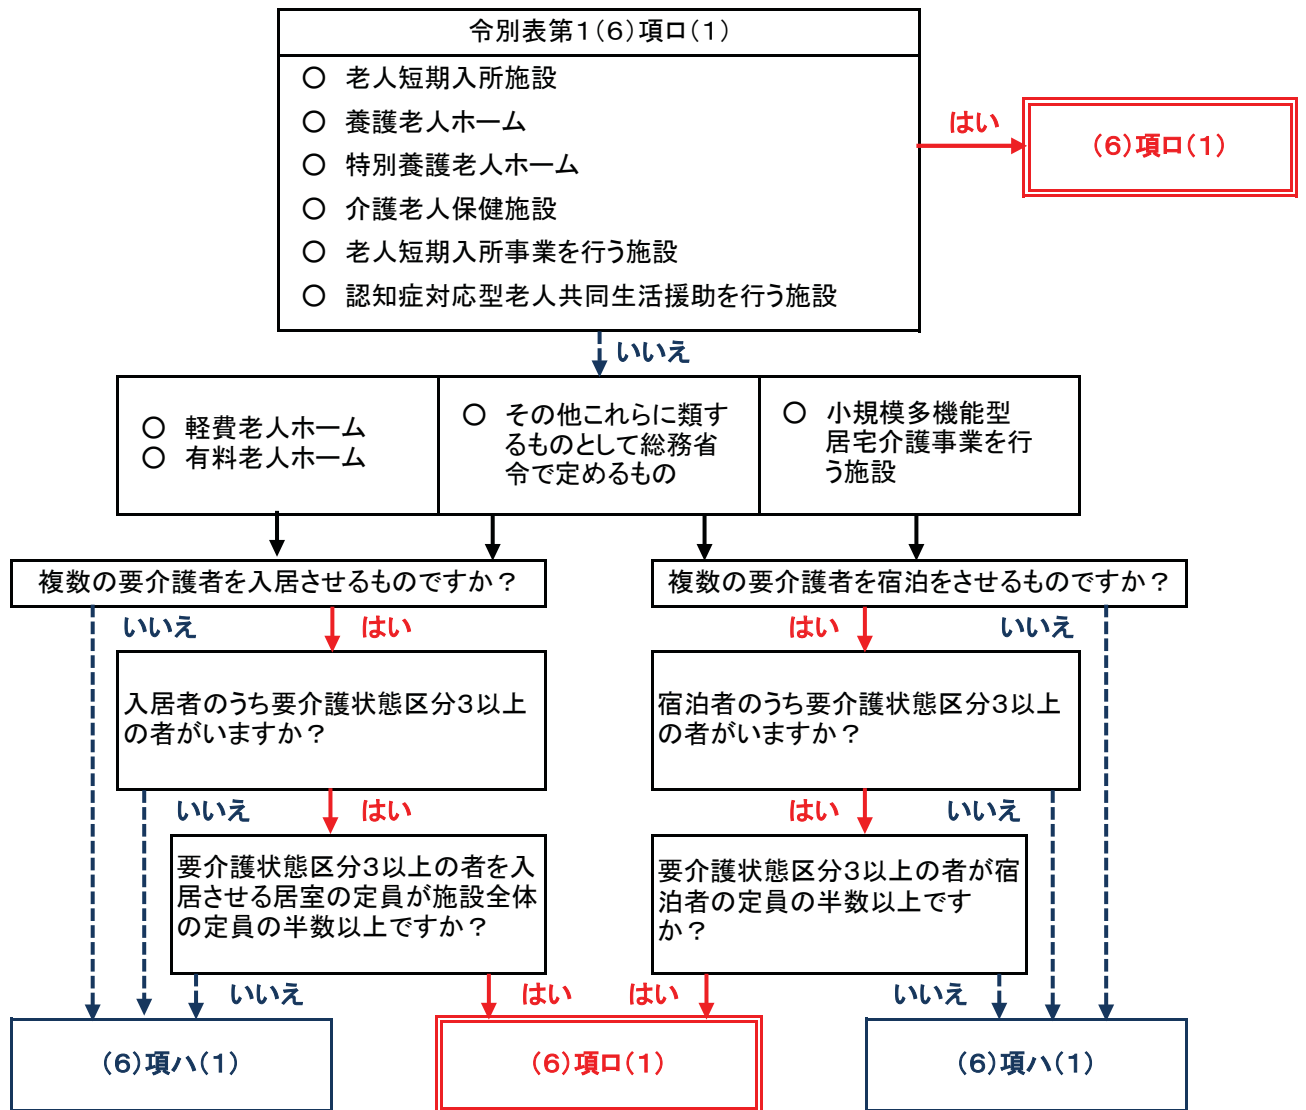 令別表第1(6)項ロ(1)
○ 老人短期入所施設
○ 養護老人ホーム
○ 特別養護老人ホーム
○ 介護老人保健施設
○ 老人短期入所事業を行う施設
○ 認知症対応型老人共同生活援助を行う施設
はい
(6)項ロ(1)
いいえ
○ 軽費老人ホーム
○ 有料老人ホーム
○ その他これらに類す
るものとして総務省
令で定めるもの
○ 小規模多機能型
居宅介護事業を行
う施設
複数の要介護者を入居させるものですか?
複数の要介護者を宿泊をさせるものですか?
いいえ
はい
はい
いいえ
入居者のうち要介護状態区分3以上
の者がいますか?
宿泊者のうち要介護状態区分3以上
の者がいますか?
いいえ
はい
はい
いいえ
要介護状態区分3以上の者を入
居させる居室の定員が施設全体
の定員の半数以上ですか?
要介護状態区分3以上の者が宿
泊者の定員の半数以上です
か?
いいえ
はい
はい
いいえ
(6)項ハ(1)
(6)項ロ(1)
(6)項ハ(1)